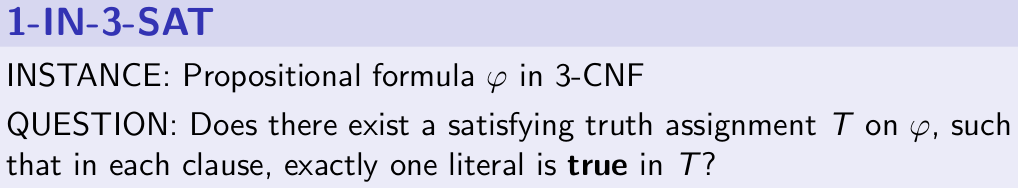 1-IN-3-SAT
INSTANCE: Propositional formula φ in 3-CNF
QUESTION: Does there exist a satisfying truth assignment T on φ, such
that in each clause, exactly one literal is true in T?